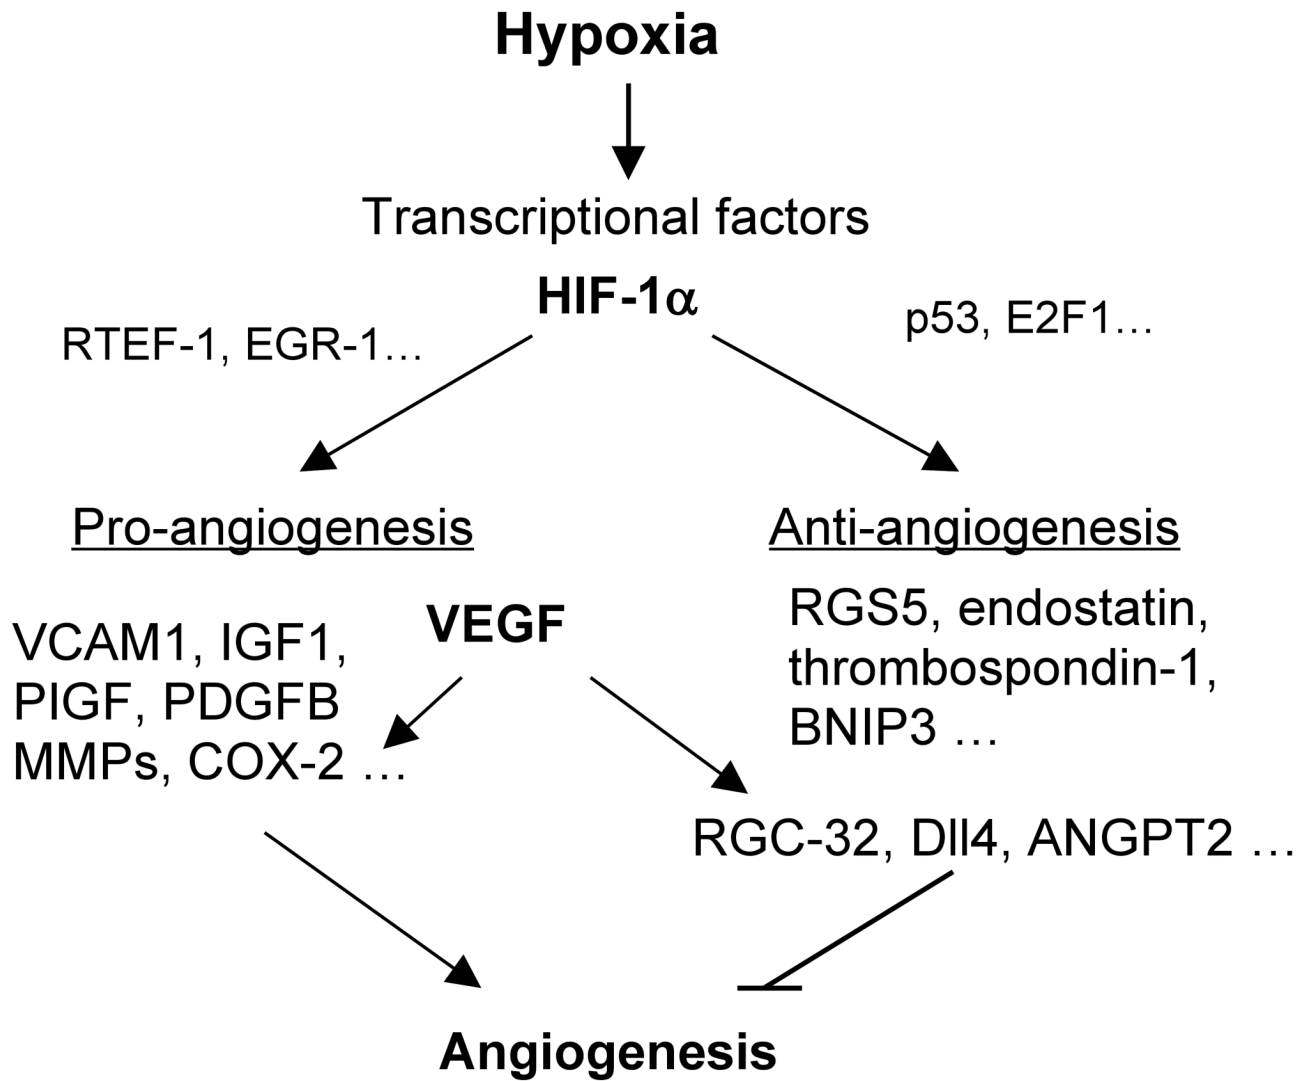 Hypoxia
Transcriptional factors
HIF-1α
RTEF-1, EGR-1…
p53, E2F1…
Pro-angiogenesis
Anti-angiogenesis
VCAM1, IGF1,
PIGF, PDGFB
MMPs, COX-2 …
VEGF
RGS5, endostatin,
thrombospondin-1,
BNIP3 …
RGC-32, Dll4, ANGPT2 …
Angiogenesis